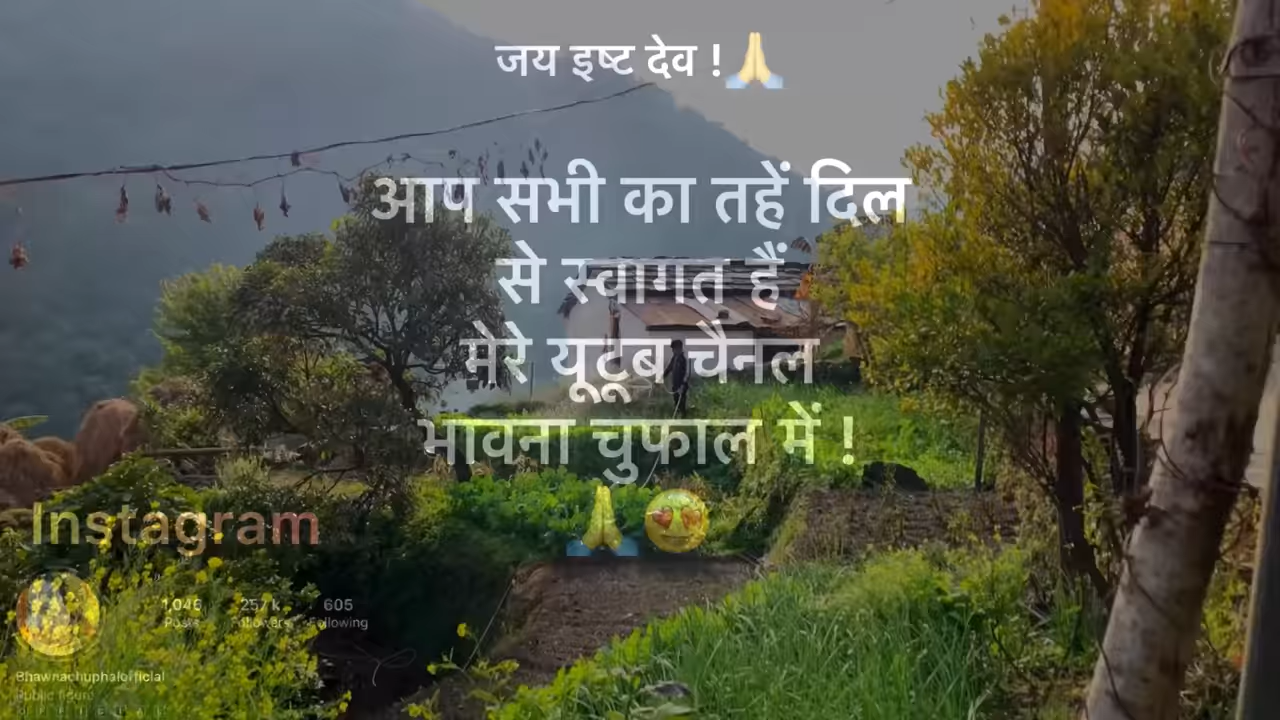 जय इष्ट देव ! 🙏
आप सभी का तहें दिल
से स्वागत हैं
मेरे यूटूब चैनल
भावना चुफाल में !
🙏 😍
Instagram
1,046 257k 605
Posts Followers Following
Bhawnachuphalofficial
Public figure
O F F I C I A L